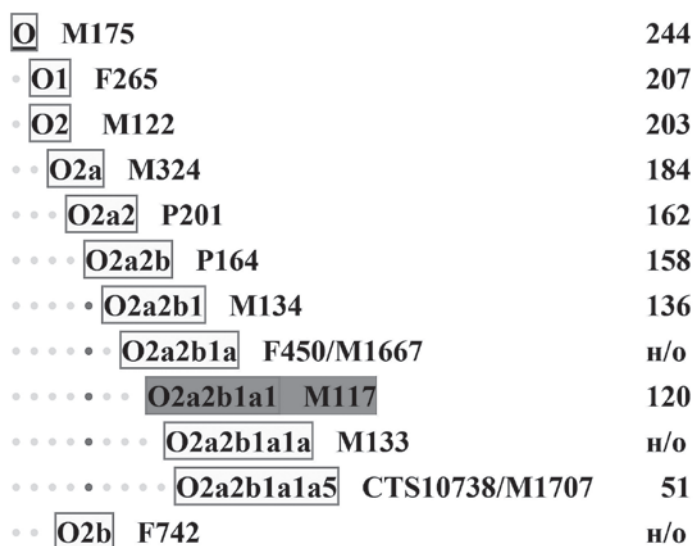 O M175 244
O1 F265 207
O2 M122 203
O2a M324 184
O2a2 P201 162
O2a2b P164 158
O2a2b1 M134 136
O2a2b1a F450/M1667 н/о
O2a2b1a1 M117 120
O2a2b1a1a M133 н/о
O2a2b1a1a5 CTS10738/M1707 51
O2b F742 н/о